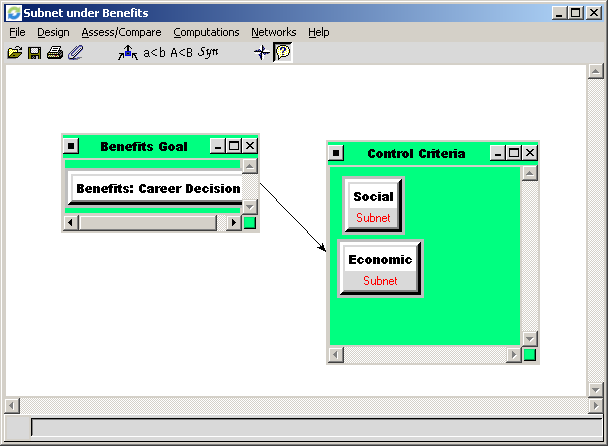 Subnet under Benefits
File Design Assess/Compare Computations Networks Help
a<b A<B Sym
Benefits Goal
Benefits: Career Decision
Control Criteria
Social
Subnet
Economic
Subnet